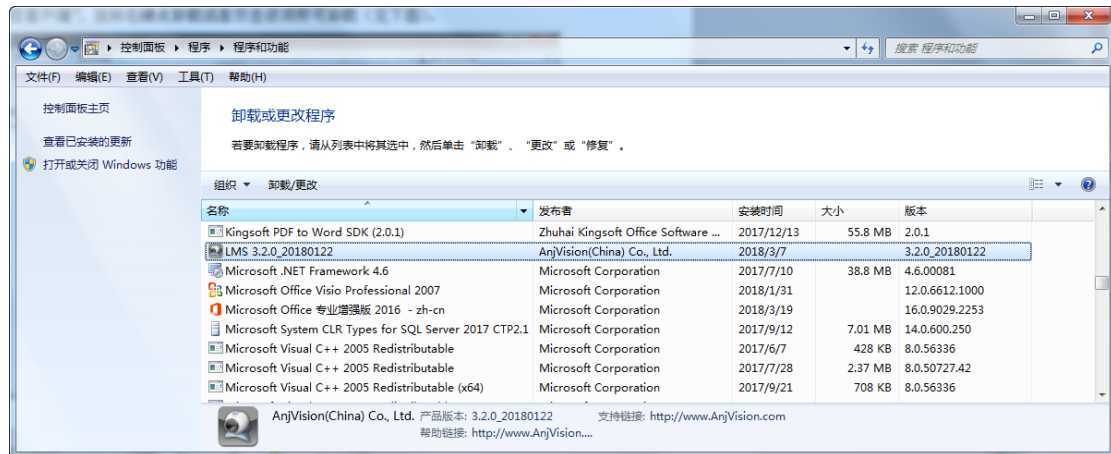 控制面板 ▸ 程序 ▸ 程序和功能
搜索 程序和功能
文件(F) 编辑(E) 查看(V) 工具(T) 帮助(H)
控制面板主页
查看已安装的更新
打开或关闭 Windows 功能
卸载或更改程序
若要卸载程序，请从列表中将其选中，然后单击“卸载”、“更改”或“修复”。
组织 卸载/更改
名称 发布者 安装时间 大小 版本
Kingsoft PDF to Word SDK (2.0.1) Zhuhai Kingsoft Office Software ... 2017/12/13 55.8 MB 2.0.1
LMS 3.2.0_20180122 AnjVision(China) Co., Ltd. 2018/3/7 3.2.0_20180122
Microsoft .NET Framework 4.6 Microsoft Corporation 2017/7/10 38.8 MB 4.6.00081
Microsoft Office Visio Professional 2007 Microsoft Corporation 2018/1/31 12.0.6612.1000
Microsoft Office 专业增强版 2016 - zh-cn Microsoft Corporation 2018/3/19 16.0.9029.2253
Microsoft System CLR Types for SQL Server 2017 CTP2.1 Microsoft Corporation 2017/9/12 7.01 MB 14.0.600.250
Microsoft Visual C++ 2005 Redistributable Microsoft Corporation 2017/6/7 428 KB 8.0.56336
Microsoft Visual C++ 2005 Redistributable Microsoft Corporation 2017/7/28 2.37 MB 8.0.50727.42
Microsoft Visual C++ 2005 Redistributable (x64) Microsoft Corporation 2017/9/21 708 KB 8.0.56336
AnjVision(China) Co., Ltd. 产品版本: 3.2.0_20180122 支持链接: http://www.AnjVision.com
帮助链接: http://www.AnjVision....